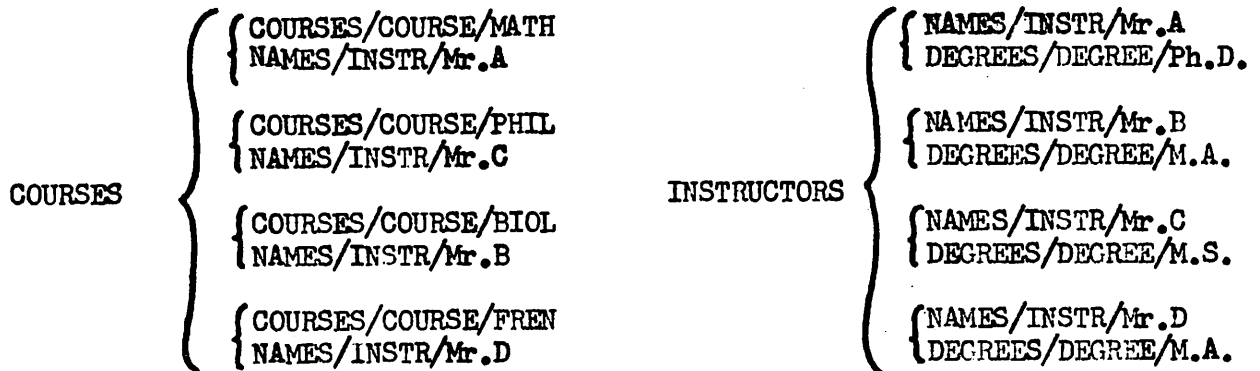 COURSES/COURSE/MATH
NAMES/INSTR/Mr.A
COURSES/COURSE/PHIL
NAMES/INSTR/Mr.C
COURSES
COURSES/COURSE/BIOL
NAMES/INSTR/Mr.B
COURSES/COURSE/FREN
NAMES/INSTR/Mr.D
NAMES/INSTR/Mr.A
DEGREES/DEGREE/Ph.D.
NAMES/INSTR/Mr.B
DEGREES/DEGREE/M.A.
INSTRUCTORS
NAMES/INSTR/Mr.C
DEGREES/DEGREE/M.S.
NAMES/INSTR/Mr.D
DEGREES/DEGREE/M.A.